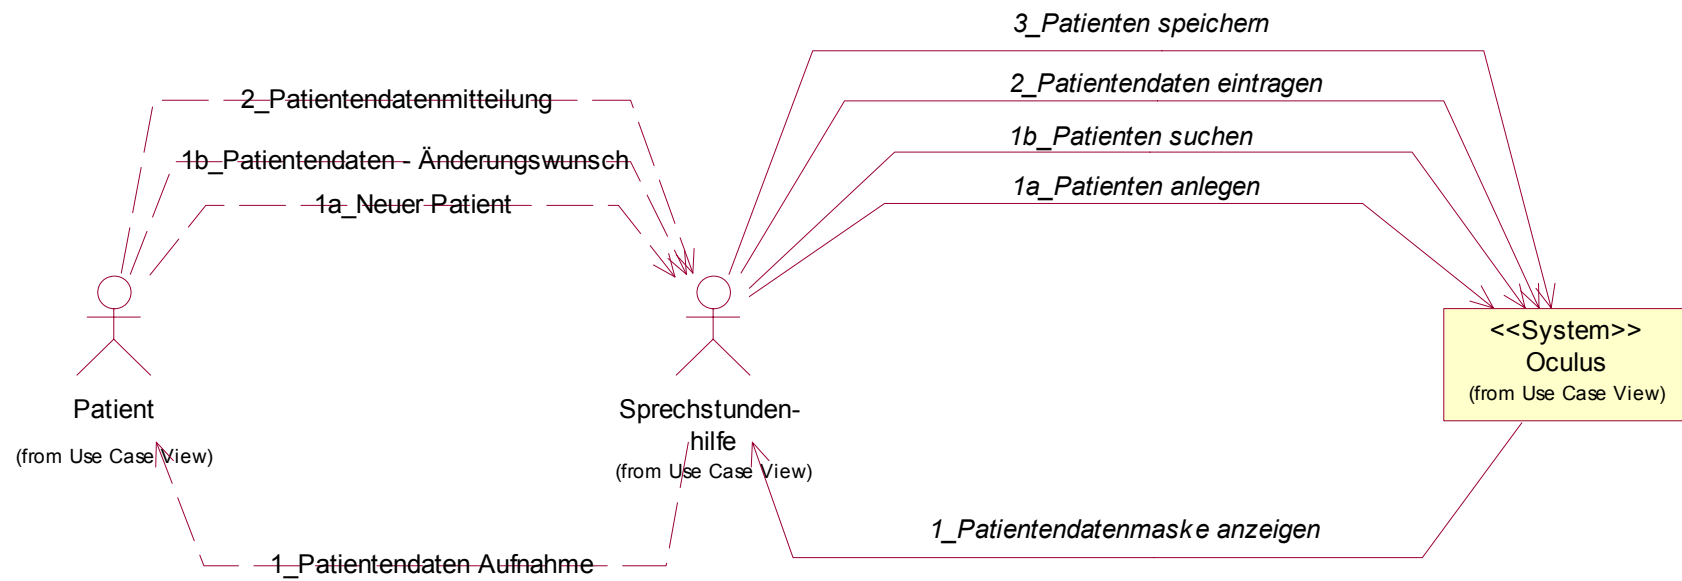 3_Patienten speichern
2_Patientendatenmitteilung
2_Patientendaten eintragen
1b_Patientendaten - Änderungswunsch
1b_Patienten suchen
1a_Neuer Patient
1a_Patienten anlegen
<<System>>
Oculus
(from Use Case View)
Patient
(from Use Case View)
Sprechstunden-
hilfe
(from Use Case View)
1_Patientendatenmaske anzeigen
1_Patientendaten Aufnahme